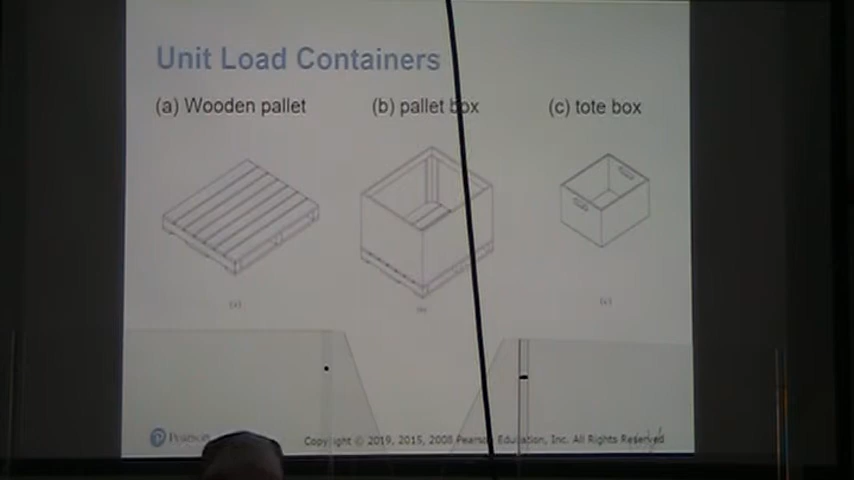 Unit Load Containers
(a) Wooden pallet
(b) pallet box
(c) tote box
(a)
(b)
(c)
Pearson
Copyright © 2019, 2015, 2008 Pearson Education, Inc. All Rights Reserved